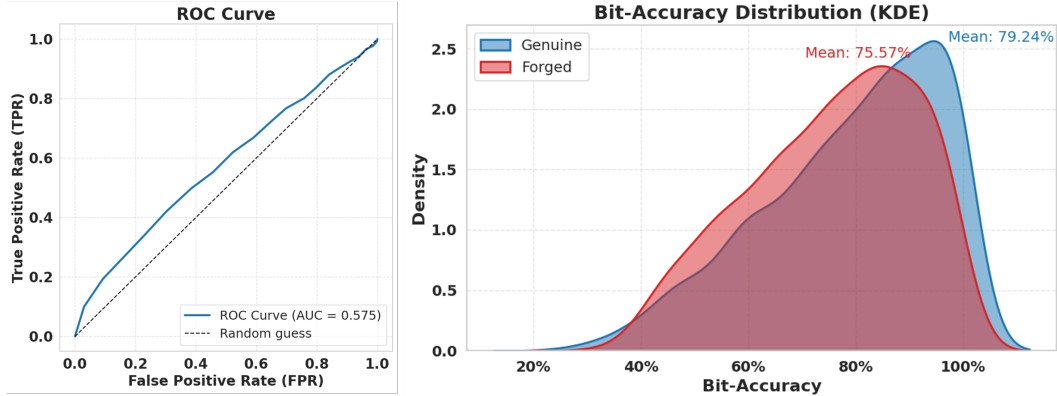 ROC Curve
True Positive Rate (TPR)
1.0
0.8
0.6
0.4
0.2
0.0
ROC Curve (AUC = 0.575)
Random guess
0.0 0.2 0.4 0.6 0.8 1.0
False Positive Rate (FPR)
Bit-Accuracy Distribution (KDE)
Mean: 79.24%
Mean: 75.57%
Genuine
Forged
Density
2.5
2.0
1.5
1.0
0.5
0.0
20% 40% 60% 80% 100%
Bit-Accuracy